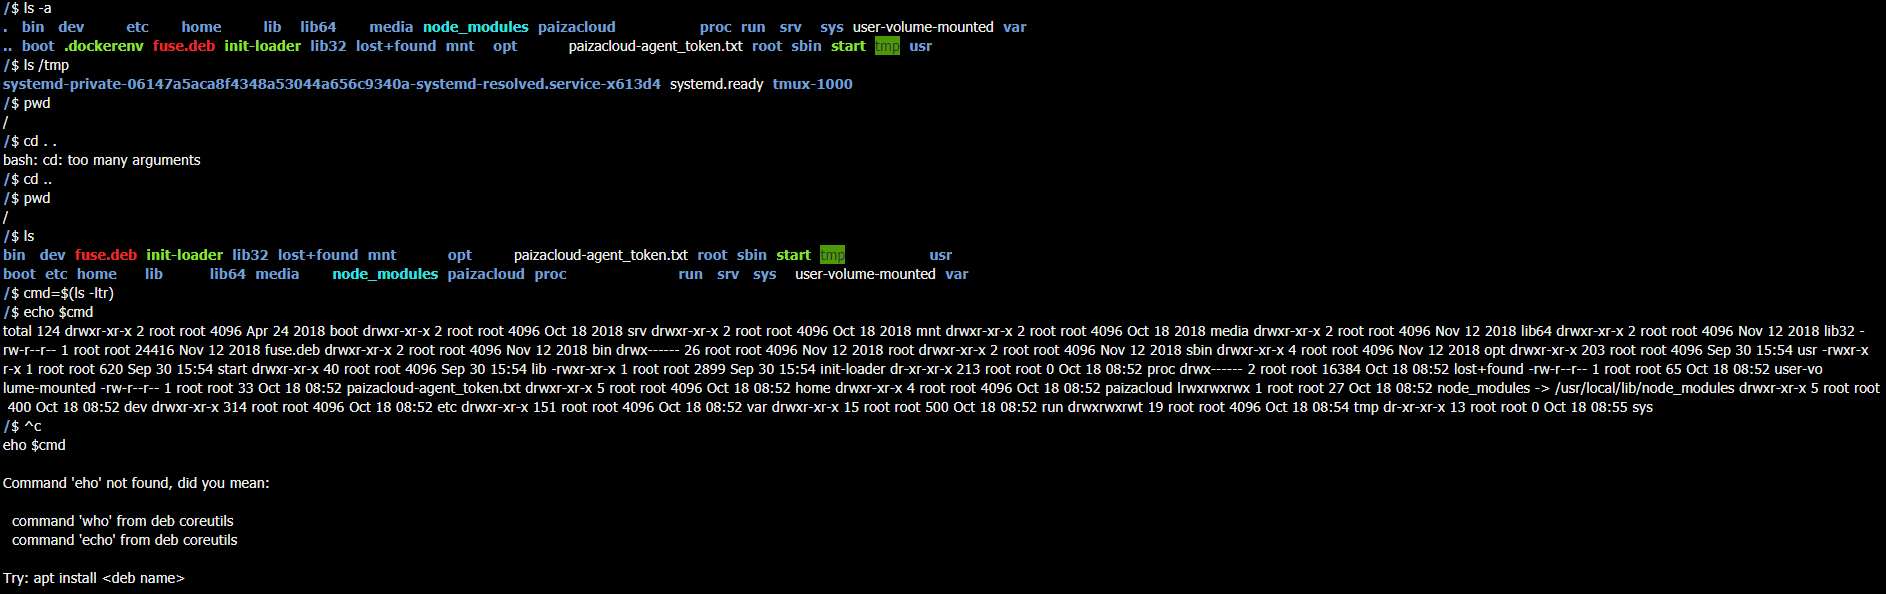 /$ ls -a
. bin dev etc home lib lib64 media node_modules paizacloud proc run srv sys user-volume-mounted var
.. boot .dockerenv fuse.deb init-loader lib32 lost+found mnt opt paizacloud-agent_token.txt root sbin start tmp usr
/$ ls /tmp
systemd-private-06147a5aca8f4348a53044a656c9340a-systemd-resolved.service-x613d4 systemd.ready tmux-1000
/$ pwd
/
/$ cd . .
bash: cd: too many arguments
/$ cd ..
/$ pwd
/
/$ ls
bin dev fuse.deb init-loader lib32 lost+found mnt opt paizacloud-agent_token.txt root sbin start tmp usr
boot etc home lib lib64 media node_modules paizacloud proc run srv sys user-volume-mounted var
/$ cmd=$(ls -ltr)
/$ echo $cmd
total 124 drwxr-xr-x 2 root root 4096 Apr 24 2018 boot drwxr-xr-x 2 root root 4096 Oct 18 2018 srv drwxr-xr-x 2 root root 4096 Oct 18 2018 mnt drwxr-xr-x 2 root root 4096 Oct 18 2018 media drwxr-xr-x 2 root root 4096 Nov 12 2018 lib64 drwxr-xr-x 2 root root 4096 Nov 12 2018 lib32 -
rw-r--r-- 1 root root 24416 Nov 12 2018 fuse.deb drwxr-xr-x 2 root root 4096 Nov 12 2018 bin drwx------ 26 root root 4096 Nov 12 2018 root drwxr-xr-x 2 root root 4096 Nov 12 2018 sbin drwxr-xr-x 4 root root 4096 Nov 12 2018 opt drwxr-xr-x 203 root root 4096 Sep 30 15:54 usr -rwxr-x
r-x 1 root root 620 Sep 30 15:54 start drwxr-xr-x 40 root root 4096 Sep 30 15:54 lib -rwxr-xr-x 1 root root 2899 Sep 30 15:54 init-loader dr-xr-xr-x 213 root root 0 Oct 18 08:52 proc drwx------ 2 root root 16384 Oct 18 08:52 lost+found -rw-r--r-- 1 root root 65 Oct 18 08:52 user-vo
lume-mounted -rw-r--r-- 1 root root 33 Oct 18 08:52 paizacloud-agent_token.txt drwxr-xr-x 5 root root 4096 Oct 18 08:52 home drwxr-xr-x 4 root root 4096 Oct 18 08:52 paizacloud lrwxrwxrwx 1 root root 27 Oct 18 08:52 node_modules -> /usr/local/lib/node_modules drwxr-xr-x 5 root root
400 Oct 18 08:52 dev drwxr-xr-x 314 root root 4096 Oct 18 08:52 etc drwxr-xr-x 151 root root 4096 Oct 18 08:52 var drwxr-xr-x 15 root root 500 Oct 18 08:52 run drwxrwxrwt 19 root root 4096 Oct 18 08:54 tmp dr-xr-xr-x 13 root root 0 Oct 18 08:55 sys
/$ ^c
eho $cmd
Command 'eho' not found, did you mean:
command 'who' from deb coreutils
command 'echo' from deb coreutils
Try: apt install <deb name>